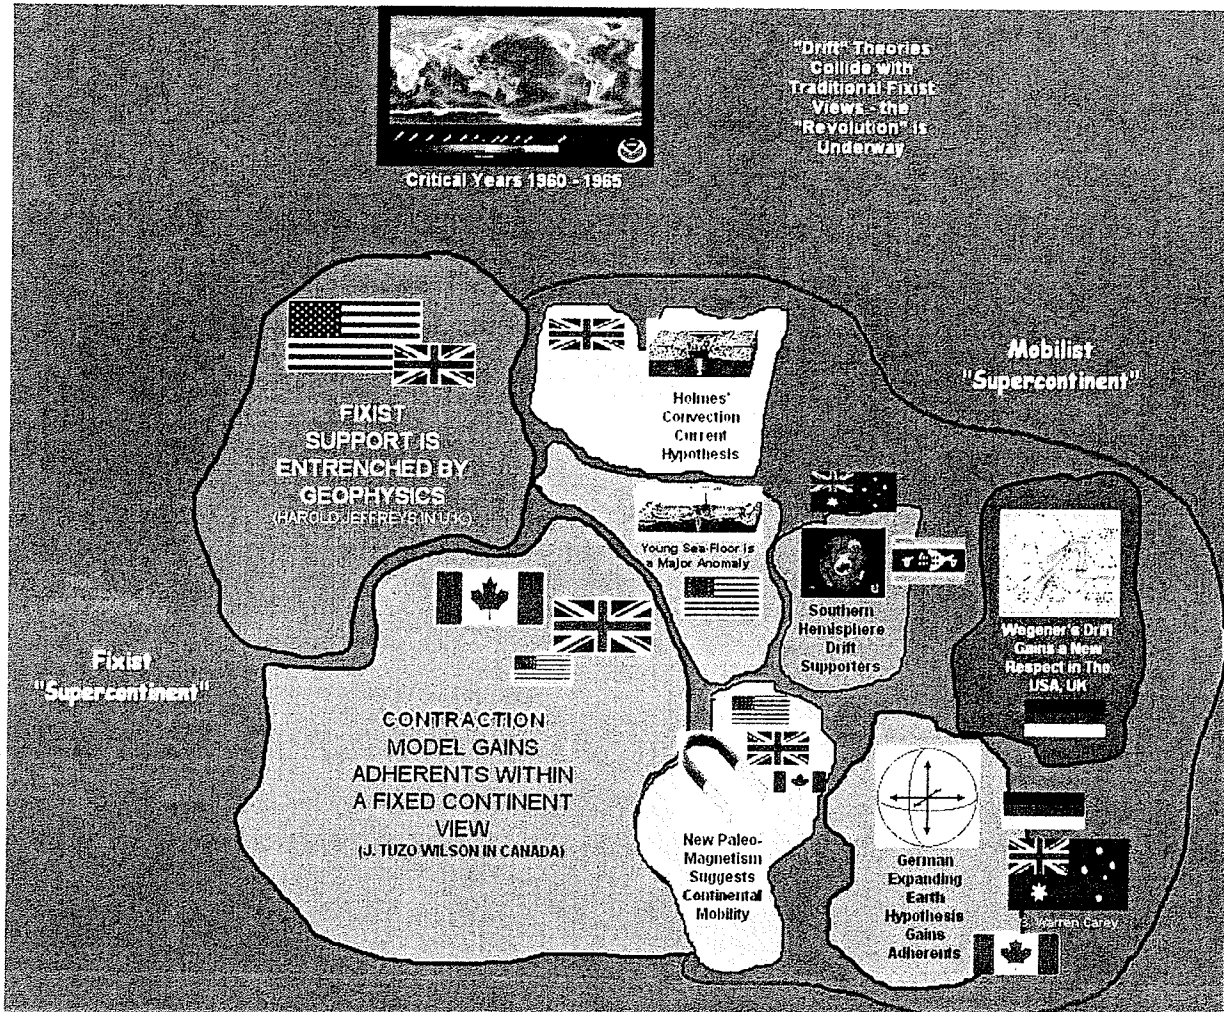 "Drift" Theories
Collide with
Traditional Fixist
Views - the
"Revolution" is
Underway
Critical Years 1960 - 1965
Mobilist
"Supercontinent"
FIXIST
SUPPORT IS
ENTRENCHED BY
GEOPHYSICS
(HAROLD JEFFREYS IN U.K.)
Holmes'
Convection
Current
Hypothesis
Young Sea-Floor Is
a Major Anomaly
Southern
Hemisphere
Drift
Supporters
Wegener's Drift
Gains a New
Respect in The
USA, UK
Fixist
"Supercontinent"
CONTRACTION
MODEL GAINS
ADHERENTS WITHIN
A FIXED CONTINENT
VIEW
(J. TUZO WILSON IN CANADA)
New Paleo-
Magnetism
Suggests
Continental
Mobility
German
Expanding
Earth
Hypothesis
Gains
Adherents
Warren Carey